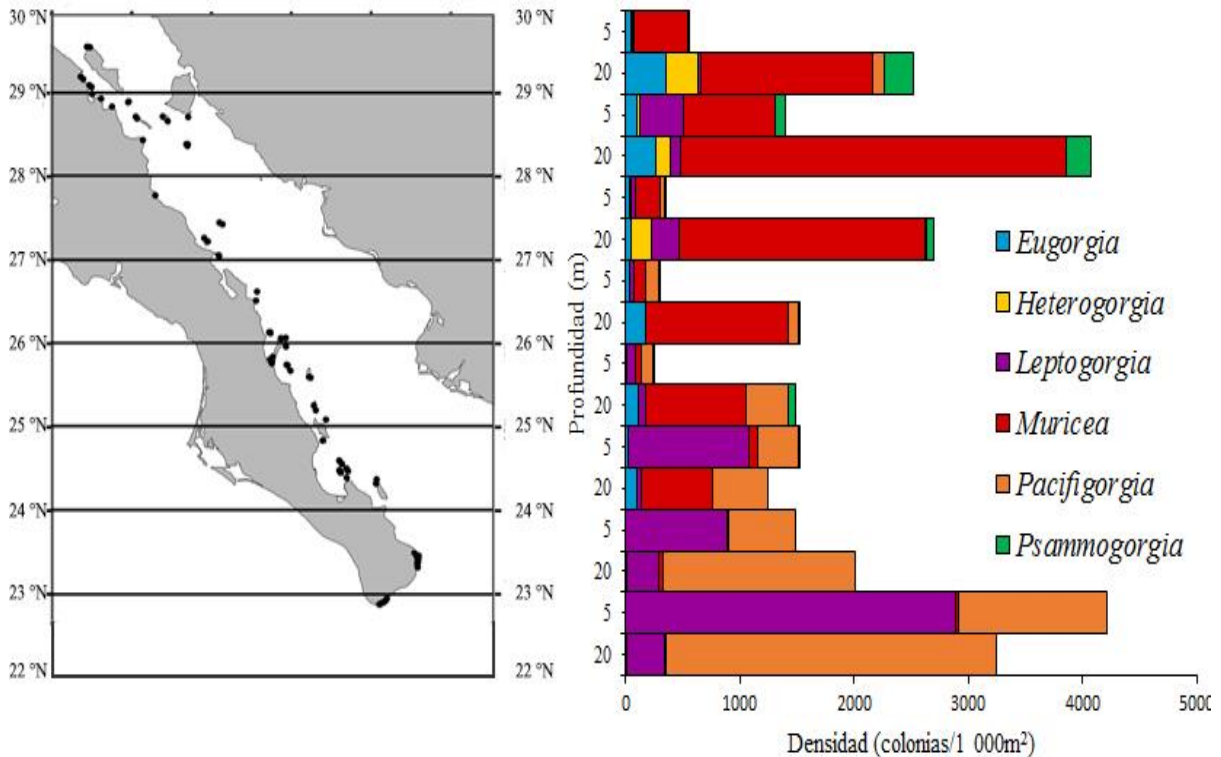 30 °N
29 °N
28 °N
27 °N
26 °N
25 °N
24 °N
23 °N
22 °N
30 °N
29 °N
28 °N
27 °N
26 °N
25 °N
24 °N
23 °N
22 °N
Profundidad (m)
5
20
5
20
5
20
5
20
5
20
5
20
5
20
5
20
0 1000 2000 3000 4000 5000
Densidad (colonias/1 000m²)
Eugorgia
Heterogorgia
Leptogorgia
Muricea
Pacifigorgia
Psammogorgia